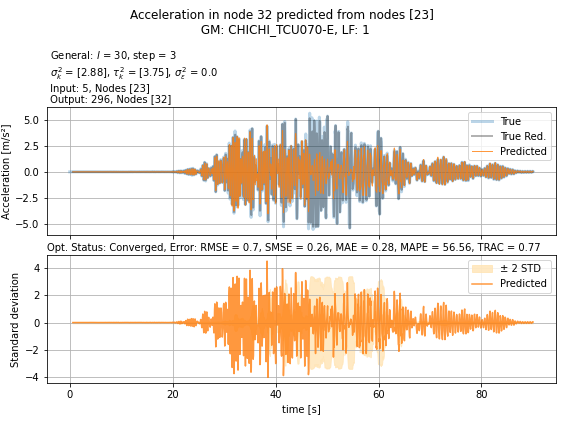 Acceleration in node 32 predicted from nodes [23]
GM: CHICHI_TCU070-E, LF: 1
General: l = 30, step = 3
σ²ₖ = [2.88], τ²ₖ = [3.75], σ²ₑ = 0.0
Input: 5, Nodes [23]
Output: 296, Nodes [32]
Acceleration [m/s²]
5.0
2.5
0.0
−2.5
−5.0
True
True Red.
Predicted
Opt. Status: Converged, Error: RMSE = 0.7, SMSE = 0.26, MAE = 0.28, MAPE = 56.56, TRAC = 0.77
Standard deviation
4
2
0
−2
−4
± 2 STD
Predicted
0 20 40 60 80
time [s]